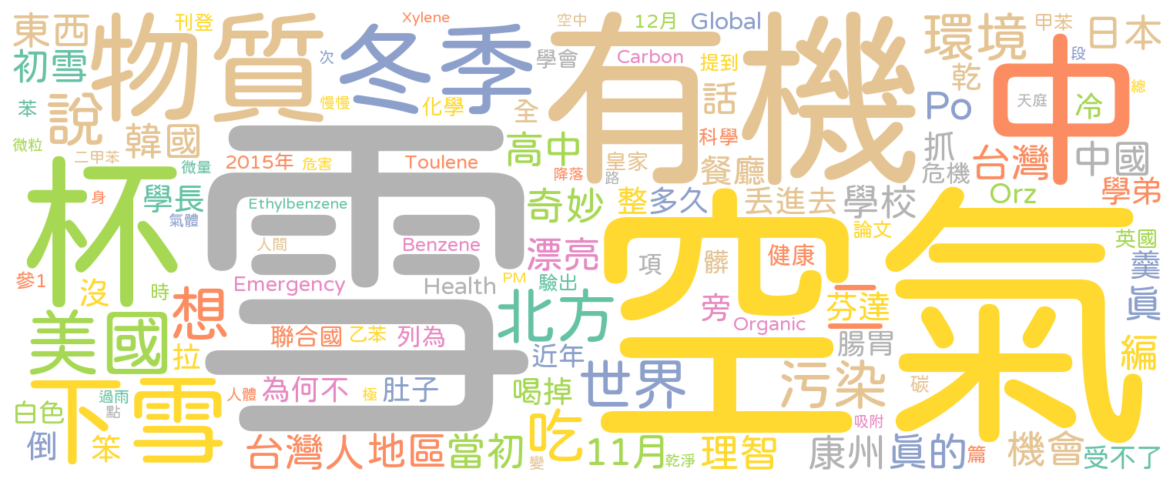 東西 刊登 Xylene 空中 12月 Global 環境 甲苯 日本
物質 冬季 有機
初雪 次 學會 Carbon 提到 段
苯 說 慢慢 化學 全 話 乾 Po 天庭 冷 中 總
微粒 韓國 科學
二甲苯 微量 2015年 危害 Toulene 高中 降落 皇家 路 餐廳 抓 危機 台灣 中國
杯 雪 身 學長 Ethylbenzene 奇妙 整 多久 丟進去 學校 Orz 學弟
氣體 人間 Benzene 漂亮 空氣 論文 英國
參1 沒 時 Emergency Health PM 驗出 項 髒 健康 羹
想 北方 旁 Organic 一 芬達 真
美國 拉 聯合國 乙苯 列為 近年 腸胃 編
下雪 過雨 人體 為何不 極 肚子 喝掉 世界 污染 碳
白色 點 吃 吸附
倒 笨 台灣人 地區 當初 變 11月 乾淨 理智 康州 真的 篇 機會 受不了